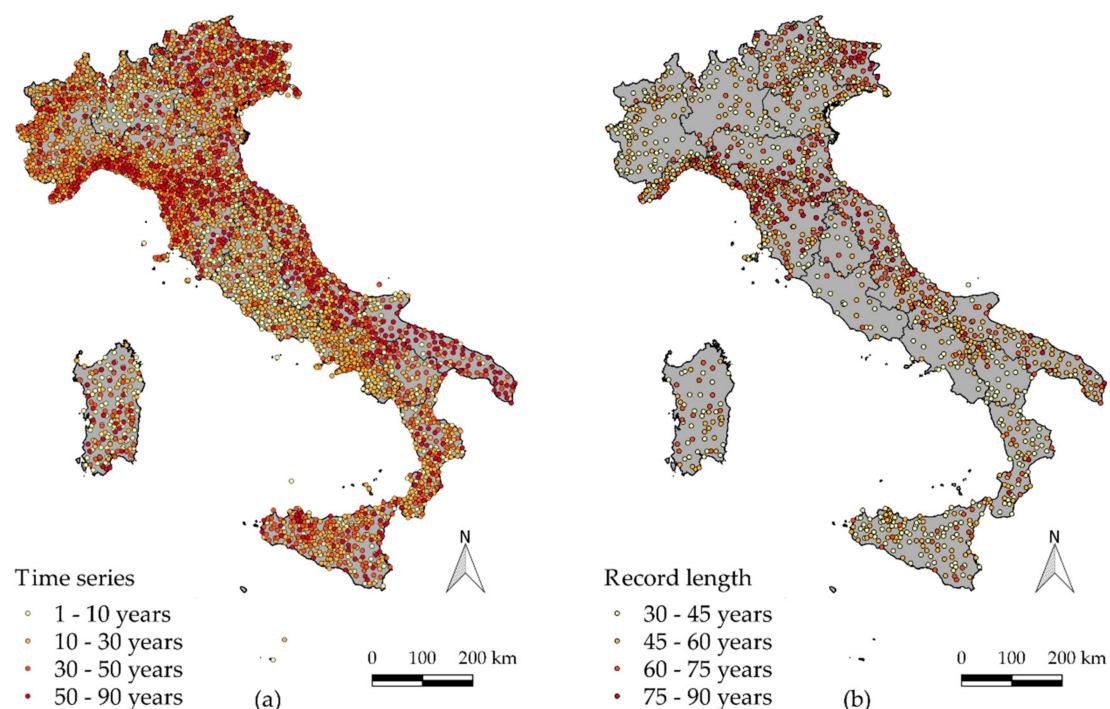 N
N
Time series
1 - 10 years
10 - 30 years
30 - 50 years
50 - 90 years
0 100 200 km
(a)
Record length
30 - 45 years
45 - 60 years
60 - 75 years
75 - 90 years
0 100 200 km
(b)